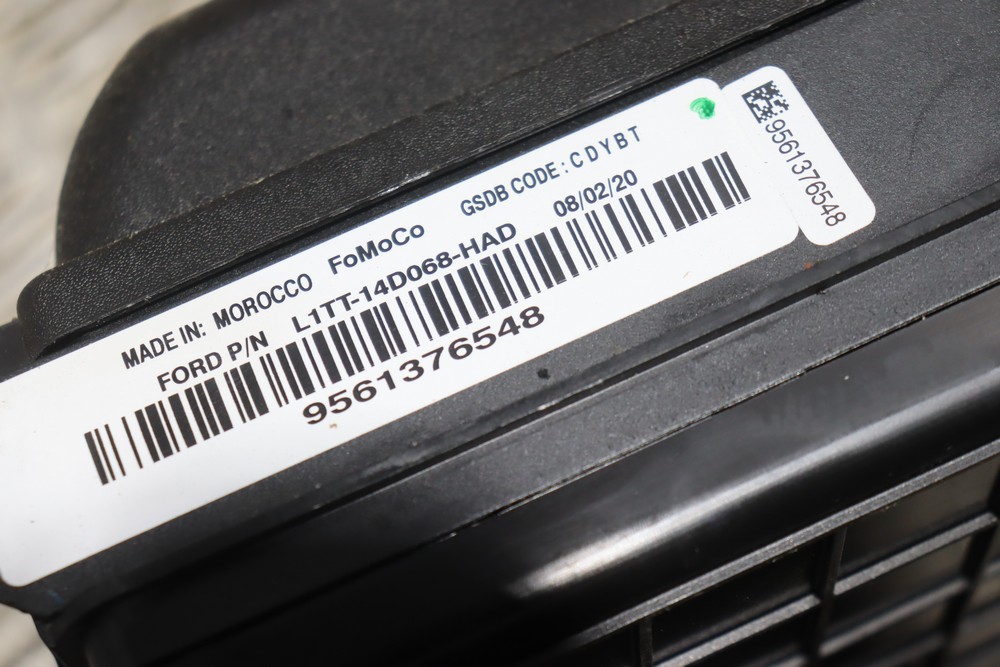 MADE IN: MOROCCO FoMoCo GSDB CODE: CDYBT
FORD P/N L1TT-14D068-HAD 08/02/20
9561376548
9561376548